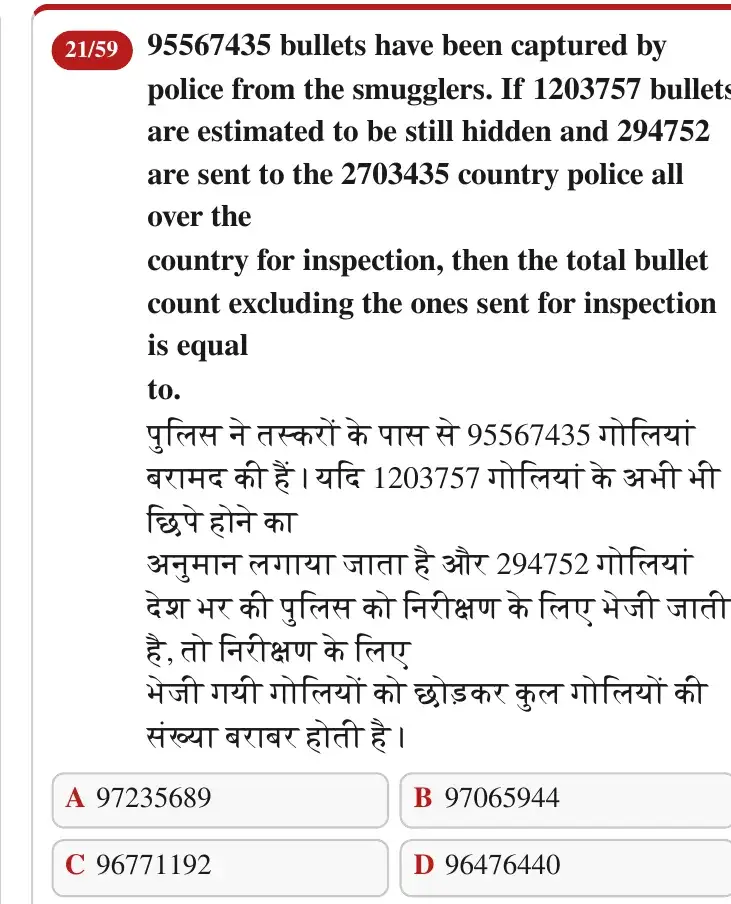 21/59 95567435 bullets have been captured by
police from the smugglers. If 1203757 bullets
are estimated to be still hidden and 294752
are sent to the 2703435 country police all
over the
country for inspection, then the total bullet
count excluding the ones sent for inspection
is equal
to.
पुलिस ने तस्करों के पास से 95567435 गोलियां
बरामद की हैं। यदि 1203757 गोलियां के अभी भी
छिपे होने का
अनुमान लगाया जाता है और 294752 गोलियां
देश भर की पुलिस को निरीक्षण के लिए भेजी जाती
है, तो निरीक्षण के लिए
भेजी गयी गोलियों को छोड़कर कुल गोलियों की
संख्या बराबर होती है।
A 97235689 B 97065944
C 96771192 D 96476440